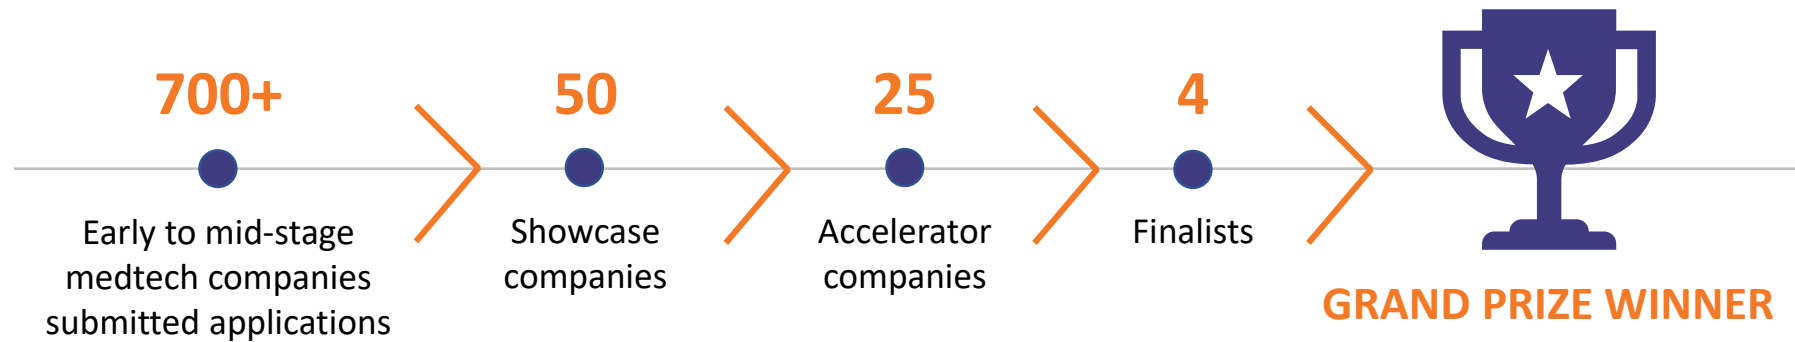 700+
Early to mid-stage
medtech companies
submitted applications
50
Showcase
companies
25
Accelerator
companies
4
Finalists
GRAND PRIZE WINNER